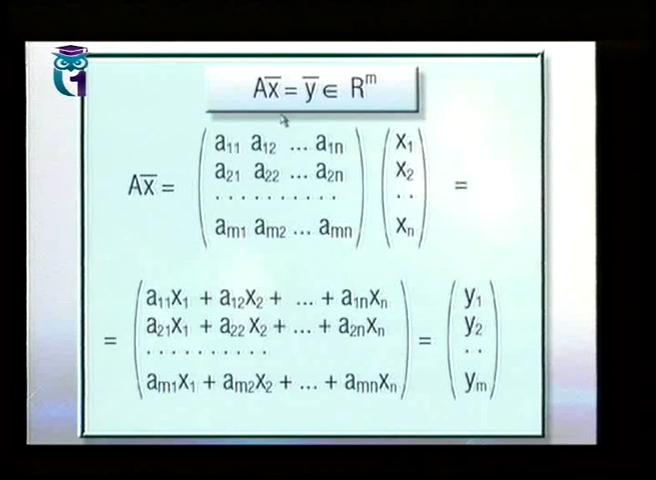 1
Ax̅ = y̅ ∈ Rᵐ
a₁₁ a₁₂ ... a₁ₙ x₁
a₂₁ a₂₂ ... a₂ₙ x₂
Ax̅ = . . . . . . . . . . . . =
aₘ₁ aₘ₂ ... aₘₙ xₙ
a₁₁x₁ + a₁₂x₂ + ... + a₁ₙxₙ y₁
a₂₁x₁ + a₂₂x₂ + ... + a₂ₙxₙ y₂
= . . . . . . . . . . = . .
aₘ₁x₁ + aₘ₂x₂ + ... + aₘₙxₙ yₘ